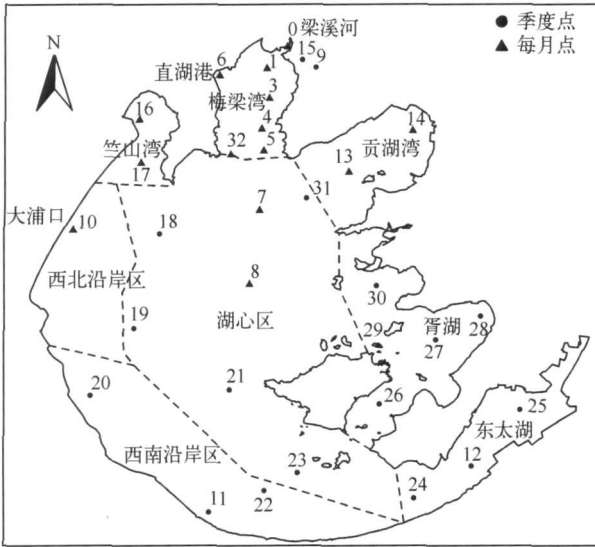 N
0 梁溪河
15
9
● 季度点
▲ 每月点
6
1
直湖港
3
梅梁湾
16
4
14
竺山湾
32
5
贡湖湾
13
17
31
大浦口
7
10
18
西北沿岸区
8
30
19
湖心区
29
胥湖
28
27
20
21
26
25
东太湖
西南沿岸区
23
12
11
22
24